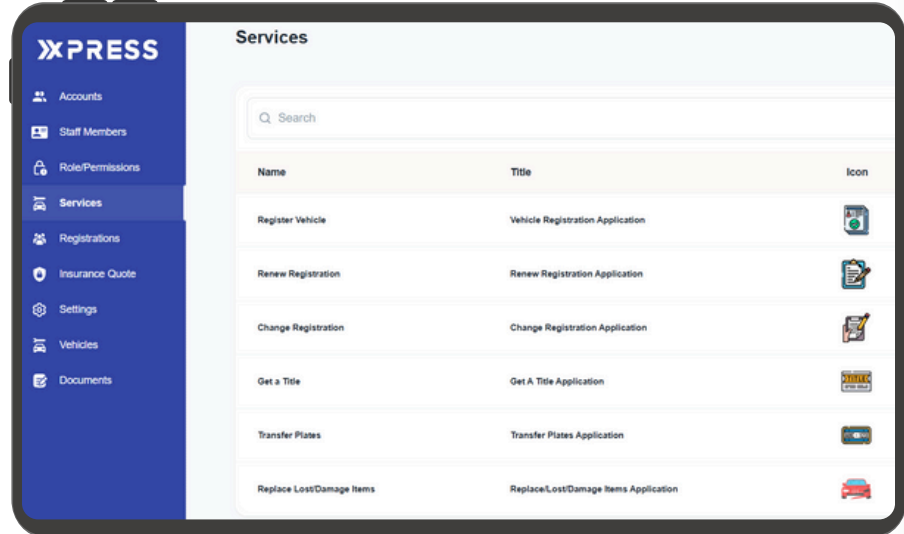 XPRESS
Accounts
Staff Members
Role/Permissions
Services
Registrations
Insurance Quote
Settings
Vehicles
Documents
Services
Search
Name Title Icon
Register Vehicle Vehicle Registration Application
Renew Registration Renew Registration Application
Change Registration Change Registration Application
Get a Title Get A Title Application
TITLE
Transfer Plates Transfer Plates Application
Replace Lost/Damage Items Replace/Lost/Damage Items Application